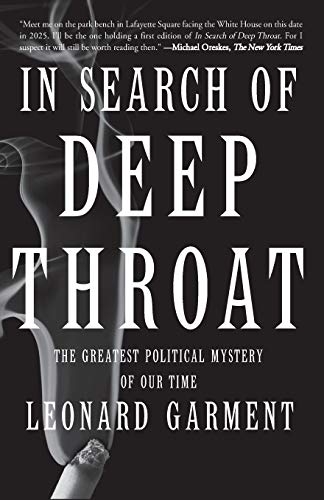 "Meet me on the park bench in Lafayette Square facing the White House on this date
in 2025. I'll be the one holding a first edition of In Search of Deep Throat. For I
suspect it will still be worth reading then." —Michael Oreskes, The New York Times
IN SEARCH OF
DEEP
THROAT
THE GREATEST POLITICAL MYSTERY
OF OUR TIME
LEONARD GARMENT